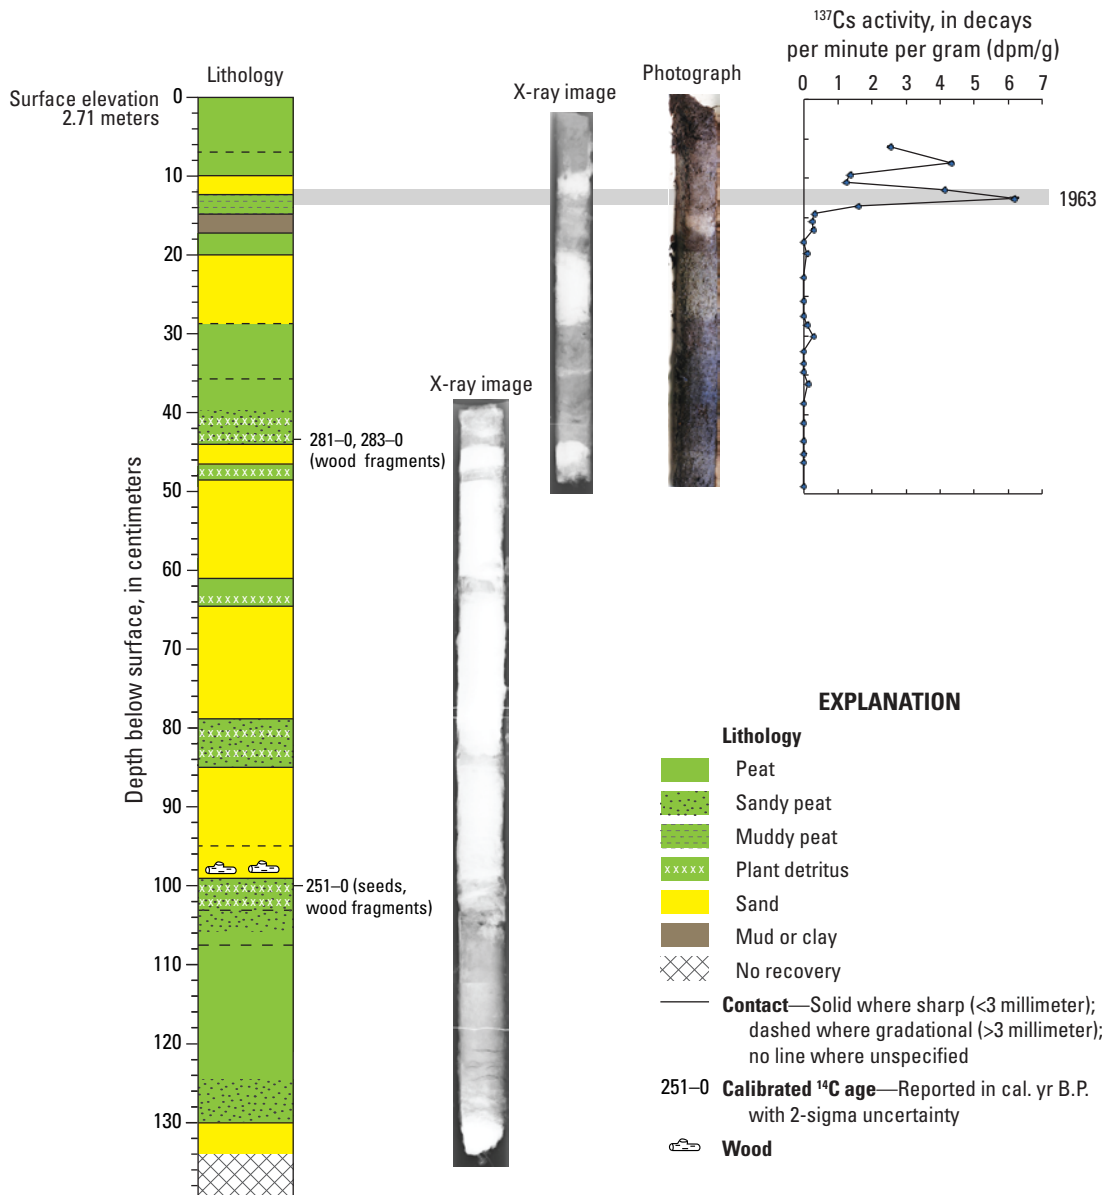 ¹³⁷Cs activity, in decays
per minute per gram (dpm/g)
Lithology
X-ray image
Photograph
0 1 2 3 4 5 6 7
Surface elevation
2.71 meters
0
10
1963
20
30
X-ray image
40
281–0, 283–0
(wood fragments)
50
60
70
80
90
100
251–0 (seeds,
wood fragments)
110
120
130
Depth below surface, in centimeters
EXPLANATION
Lithology
Peat
Sandy peat
Muddy peat
xxxxx Plant detritus
Sand
Mud or clay
No recovery
Contact—Solid where sharp (<3 millimeter);
dashed where gradational (>3 millimeter);
no line where unspecified
251–0 Calibrated ¹⁴C age—Reported in cal. yr B.P.
with 2-sigma uncertainty
Wood